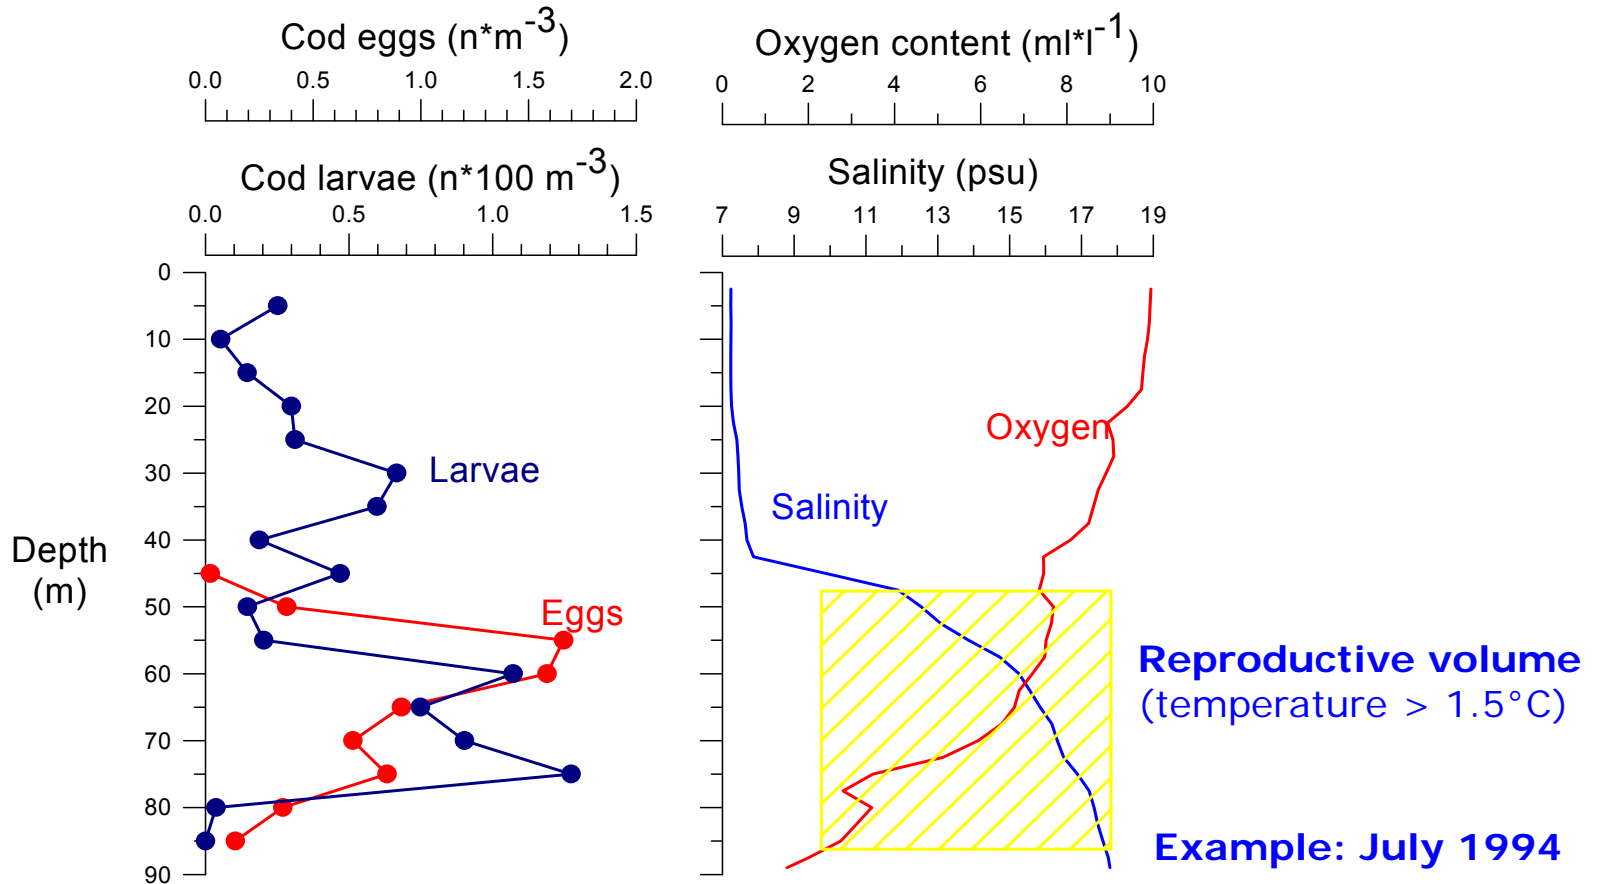 Cod eggs (n*m-3)
0.0 0.5 1.0 1.5 2.0
Cod larvae (n*100 m-3)
0.0 0.5 1.0 1.5
Oxygen content (ml*l-1)
0 2 4 6 8 10
Salinity (psu)
7 9 11 13 15 17 19
Depth
(m)
0
10
20
30
40
50
60
70
80
90
Larvae
Eggs
Oxygen
Salinity
Reproductive volume
(temperature > 1.5°C)
Example: July 1994